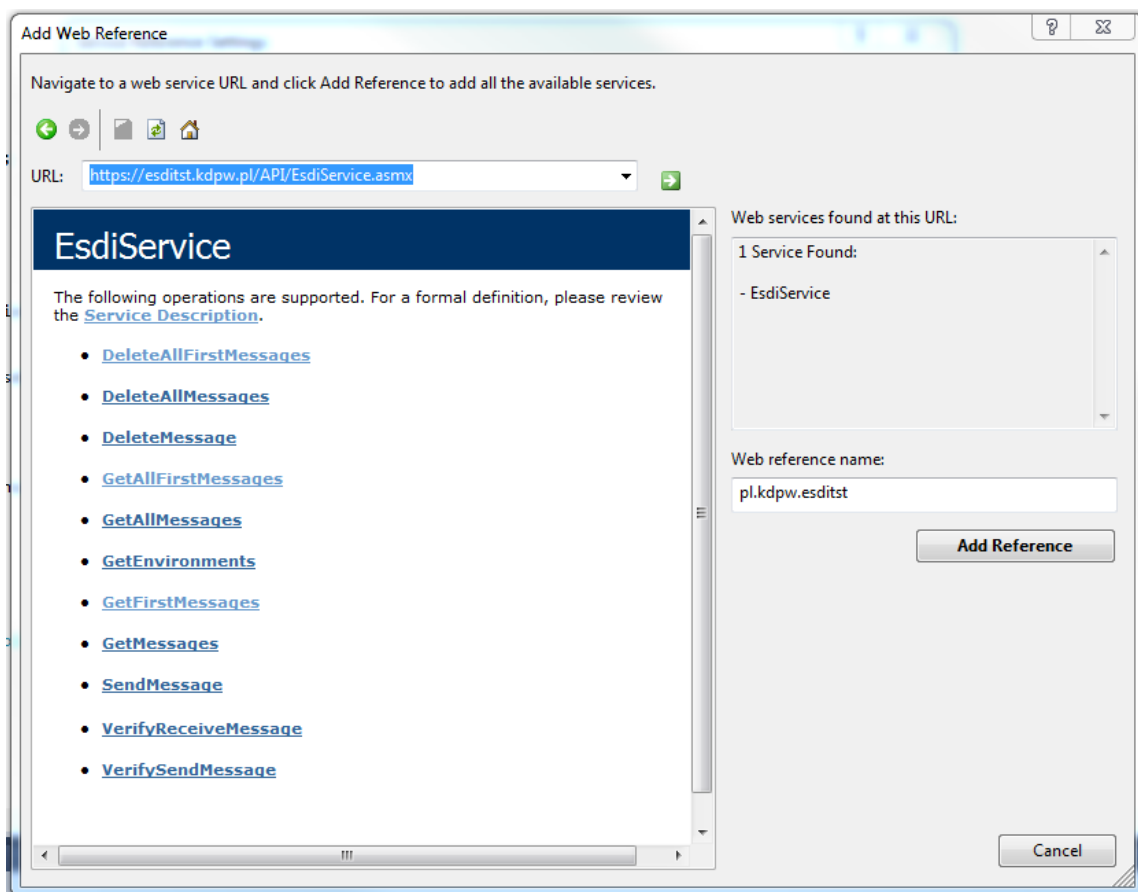 Add Web Reference
Navigate to a web service URL and click Add Reference to add all the available services.
URL:
https://esditst.kdpw.pl/API/EsdiService.asmx
EsdiService
The following operations are supported. For a formal definition, please review
the Service Description.
DeleteAllFirstMessages
DeleteAllMessages
DeleteMessage
GetAllFirstMessages
GetAllMessages
GetEnvironments
GetFirstMessages
GetMessages
SendMessage
VerifyReceiveMessage
VerifySendMessage
Web services found at this URL:
1 Service Found:
- EsdiService
Web reference name:
pl.kdpw.esditst
Add Reference
Cancel